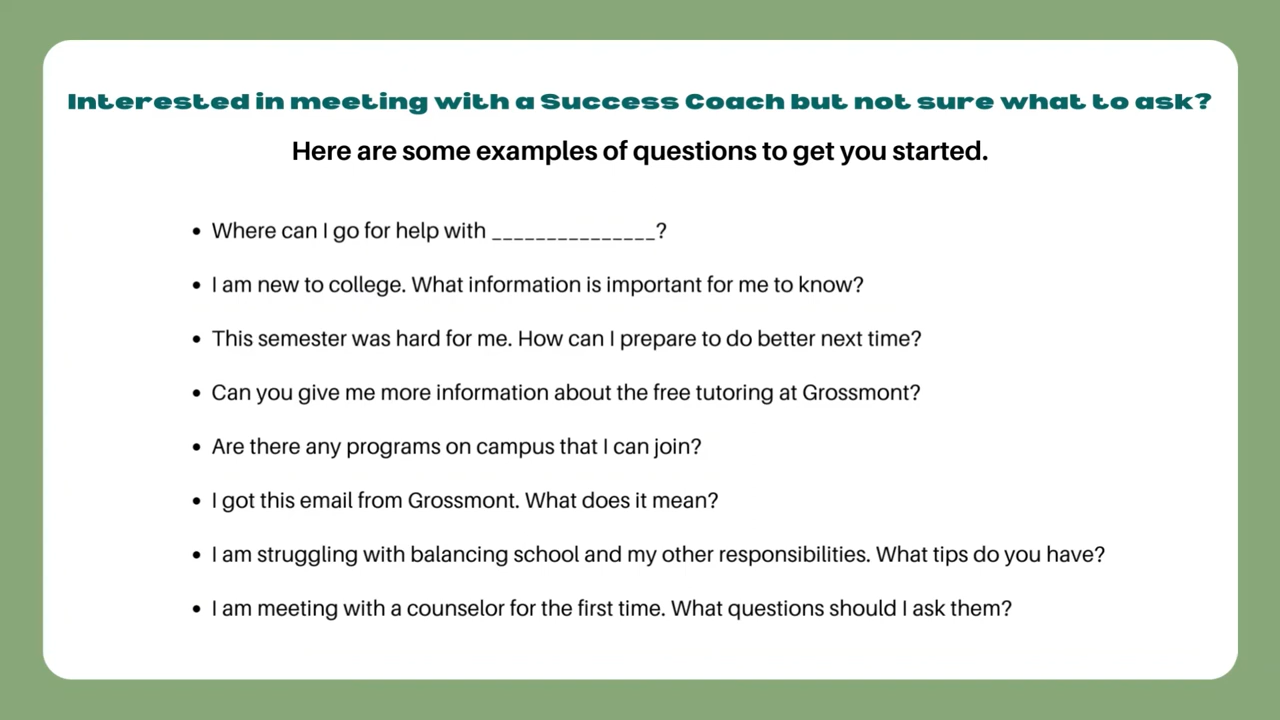 Interested in meeting with a Success Coach but not sure what to ask?
Here are some examples of questions to get you started.
• Where can I go for help with _______________?
• I am new to college. What information is important for me to know?
• This semester was hard for me. How can I prepare to do better next time?
• Can you give me more information about the free tutoring at Grossmont?
• Are there any programs on campus that I can join?
• I got this email from Grossmont. What does it mean?
• I am struggling with balancing school and my other responsibilities. What tips do you have?
• I am meeting with a counselor for the first time. What questions should I ask them?